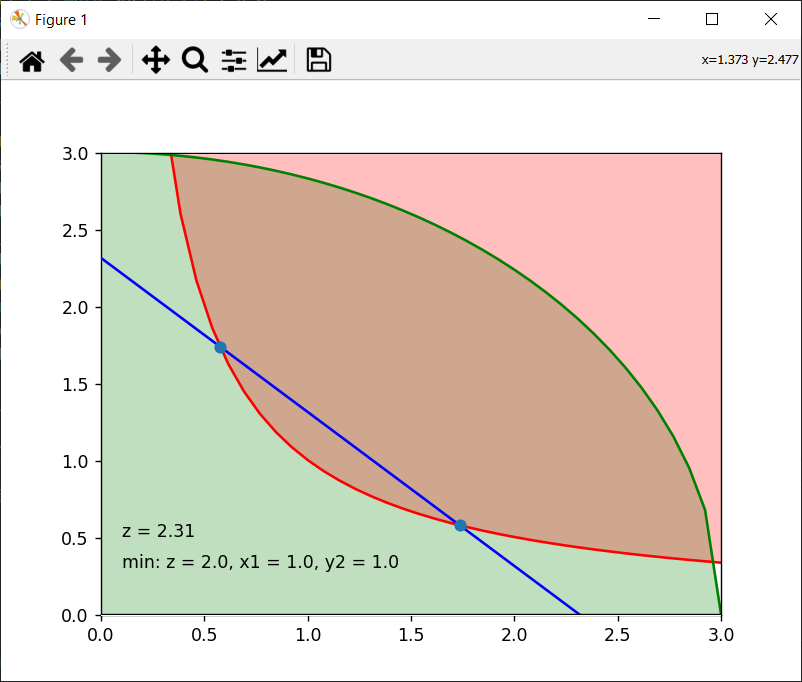 Figure 1
x=1.373 y=2.477
3.0
2.5
2.0
1.5
1.0
0.5
0.0
z = 2.31
min: z = 2.0, x1 = 1.0, y2 = 1.0
0.0 0.5 1.0 1.5 2.0 2.5 3.0